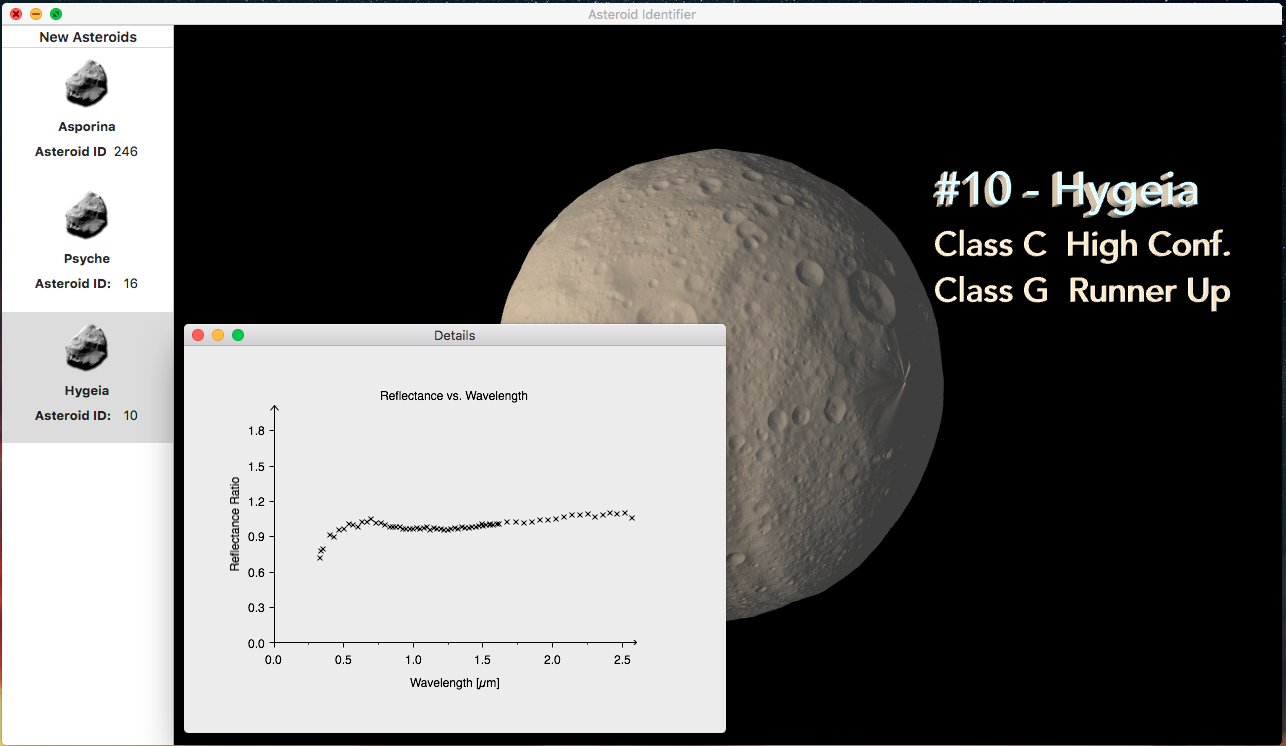 Asteroid Identifier
New Asteroids
Asporina
Asteroid ID 246
Psyche
Asteroid ID: 16
Hygeia
Asteroid ID: 10
#10 - Hygeia
Class C High Conf.
Class G Runner Up
Details
Reflectance vs. Wavelength
Reflectance Ratio
1.8
1.5
1.2
0.9
0.6
0.3
0.0
0.0 0.5 1.0 1.5 2.0 2.5
Wavelength [µm]